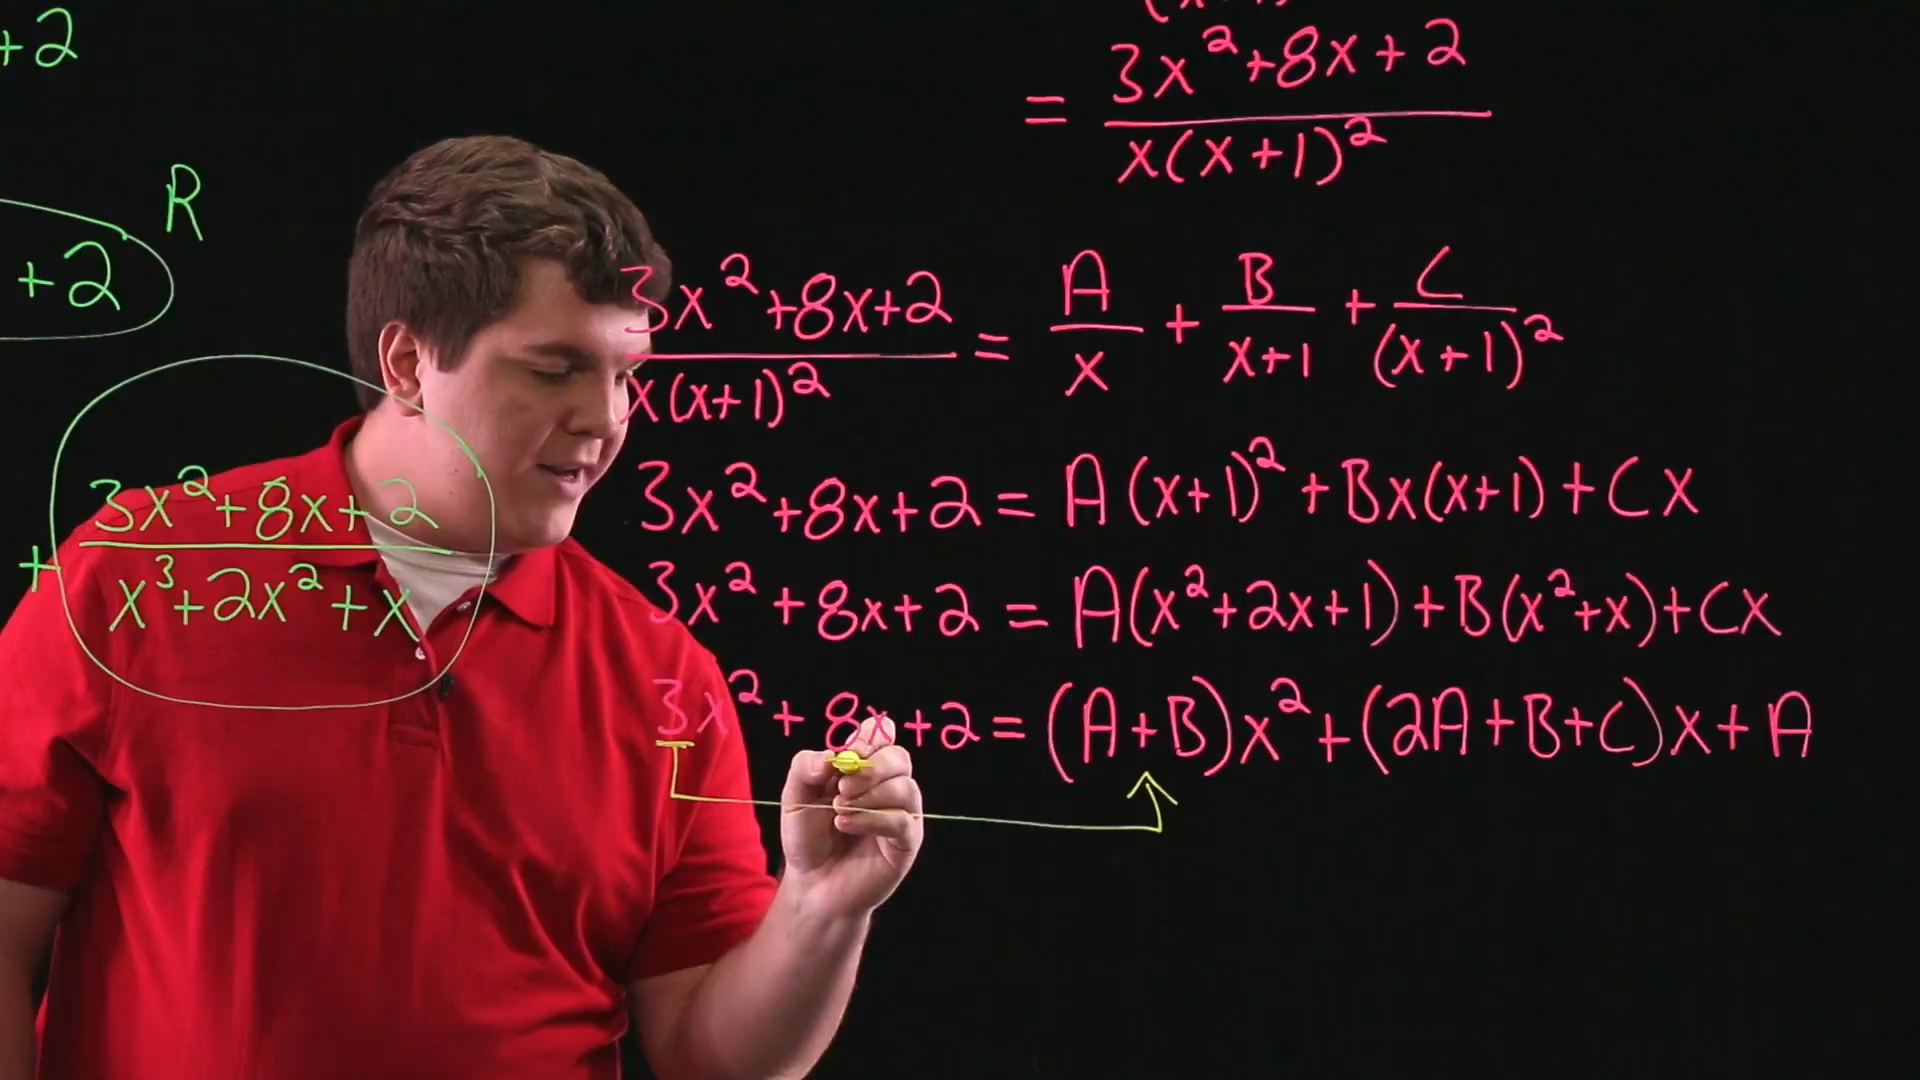 +2
R
+2
+ (3x²+8x+2)/(x³+2x²+x)
= (3x²+8x+2)/(x(x+1)²)
(3x²+8x+2)/(x(x+1)²) = A/x + B/(x+1) + C/(x+1)²
3x²+8x+2 = A(x+1)²+Bx(x+1)+Cx
3x²+8x+2 = A(x²+2x+1)+B(x²+x)+Cx
3x²+8x+2 = (A+B)x²+(2A+B+C)x+A